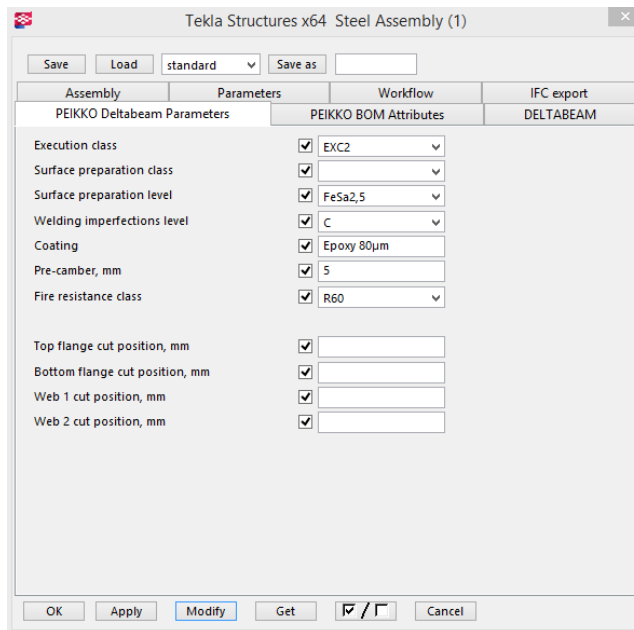 Tekla Structures x64 Steel Assembly (1)
Save Load standard Save as
Assembly Parameters Workflow IFC export
PEIKKO Deltabeam Parameters PEIKKO BOM Attributes DELTABEAM
Execution class EXC2
Surface preparation class
Surface preparation level FeSa2,5
Welding imperfections level C
Coating Epoxy 80μm
Pre-camber, mm 5
Fire resistance class R60
Top flange cut position, mm
Bottom flange cut position, mm
Web 1 cut position, mm
Web 2 cut position, mm
OK Apply Modify Get / Cancel